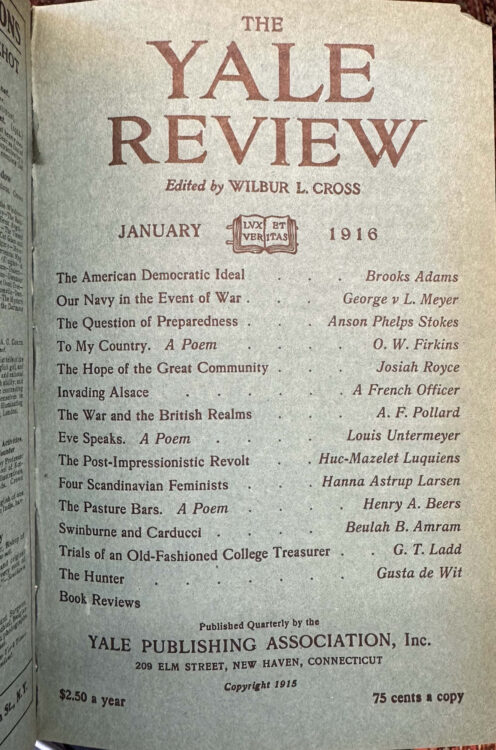 THE
YALE
REVIEW
Edited by WILBUR L. CROSS
JANUARY LVX ET VERITAS 1916
The American Democratic Ideal . . Brooks Adams
Our Navy in the Event of War . . . George v L. Meyer
The Question of Preparedness . . Anson Phelps Stokes
To My Country. A Poem . . . O. W. Firkins
The Hope of the Great Community . . Josiah Royce
Invading Alsace . . . . . A French Officer
The War and the British Realms . . . A. F. Pollard
Eve Speaks. A Poem . . . . Louis Untermeyer
The Post-Impressionistic Revolt . Huc-Mazelet Luquiens
Four Scandinavian Feminists . . Hanna Astrup Larsen
The Pasture Bars. A Poem . . . Henry A. Beers
Swinburne and Carducci . . . . Beulah B. Amram
Trials of an Old-Fashioned College Treasurer . . G. T. Ladd
The Hunter . . . . . . Gusta de Wit
Book Reviews
Published Quarterly by the
YALE PUBLISHING ASSOCIATION, Inc.
209 ELM STREET, NEW HAVEN, CONNECTICUT
Copyright 1915
$2.50 a year 75 cents a copy